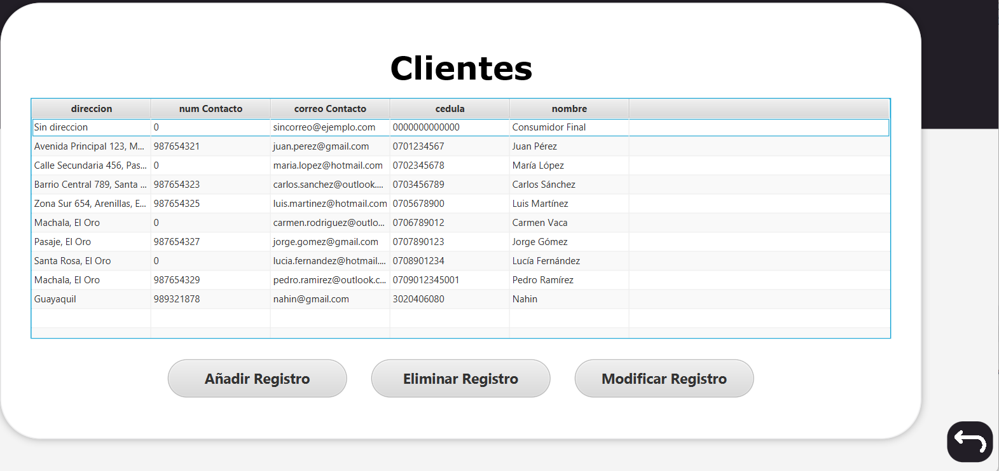 Clientes
direccion num Contacto correo Contacto cedula nombre
Sin direccion 0 sincorreo@ejemplo.com 0000000000000 Consumidor Final
Avenida Principal 123, M... 987654321 juan.perez@gmail.com 0701234567 Juan Pérez
Calle Secundaria 456, Pas... 0 maria.lopez@hotmail.com 0702345678 María López
Barrio Central 789, Santa ... 987654323 carlos.sanchez@outlook.... 0703456789 Carlos Sánchez
Zona Sur 654, Arenillas, E... 987654325 luis.martinez@hotmail.com 0705678900 Luis Martínez
Machala, El Oro 0 carmen.rodriguez@outlo... 0706789012 Carmen Vaca
Pasaje, El Oro 987654327 jorge.gomez@gmail.com 0707890123 Jorge Gómez
Santa Rosa, El Oro 0 lucia.fernandez@hotmail.... 0708901234 Lucía Fernández
Machala, El Oro 987654329 pedro.ramirez@outlook.c... 0709012345001 Pedro Ramírez
Guayaquil 989321878 nahin@gmail.com 3020406080 Nahin
Añadir Registro Eliminar Registro Modificar Registro